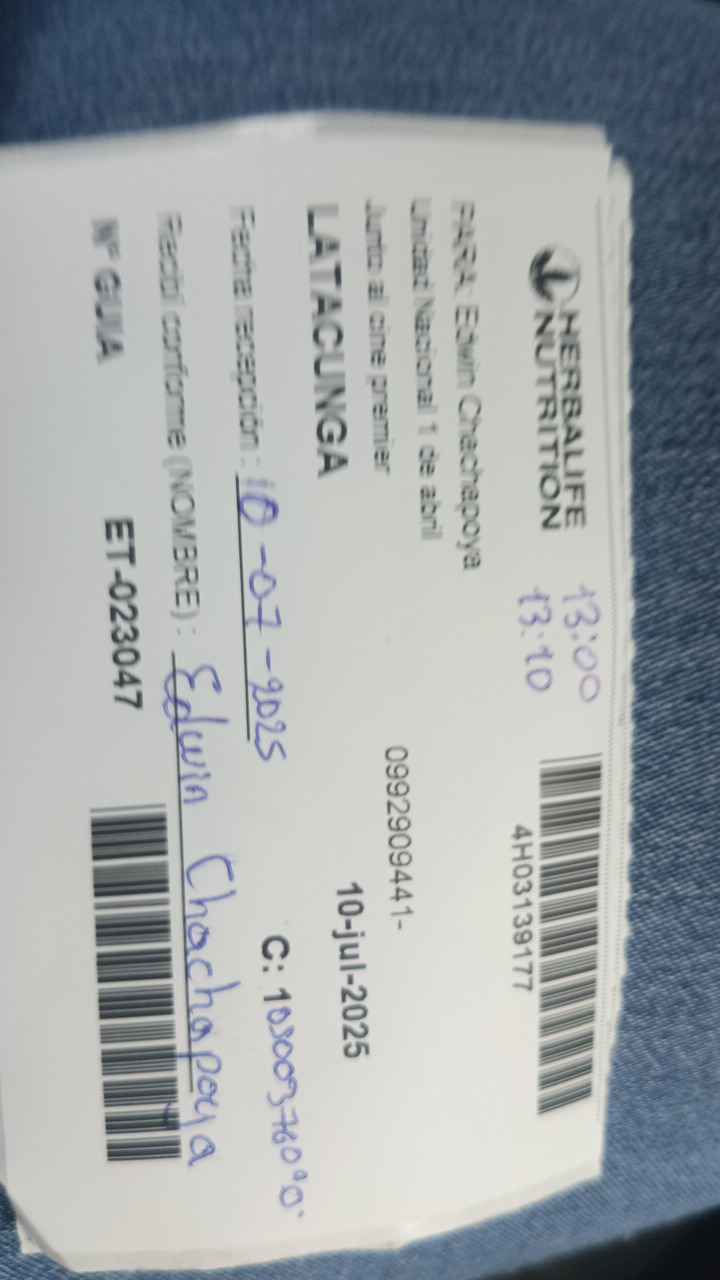 HERBALIFE
NUTRITION
13:00
13:10
4H03139177
PARA: Edwin Chachapoya
Unidad Nacional 1 de abril
Junto al cine premier
0992909441-
LATACUNGA
10-jul-2025
Fecha recepción : 10-07-2025
C: 1
Recibí conforme (NOMBRE) : Edwin Chachapoya
Nº GUIA
ET-023047